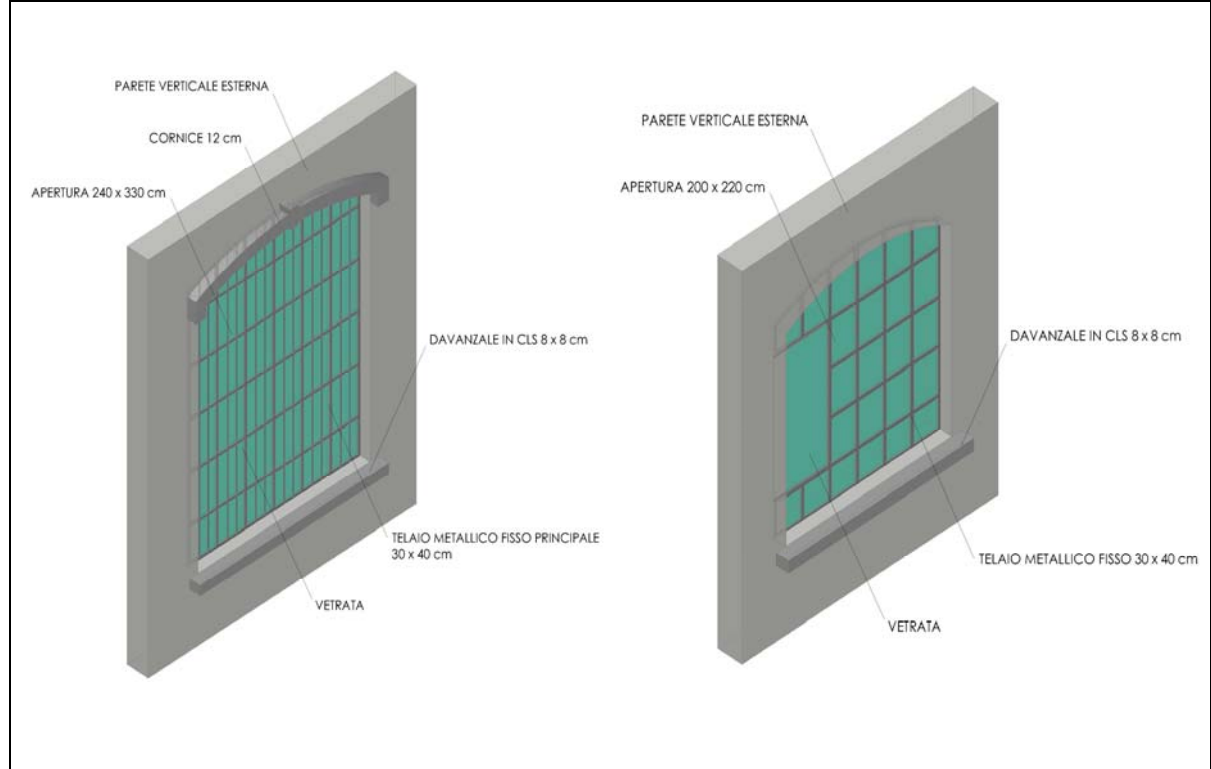 PARETE VERTICALE ESTERNA
CORNICE 12 cm
APERTURA 240 x 330 cm
DAVANZALE IN CLS 8 x 8 cm
TELAIO METALLICO FISSO PRINCIPALE
30 x 40 cm
VETRATA
PARETE VERTICALE ESTERNA
APERTURA 200 x 220 cm
DAVANZALE IN CLS 8 x 8 cm
TELAIO METALLICO FISSO 30 x 40 cm
VETRATA